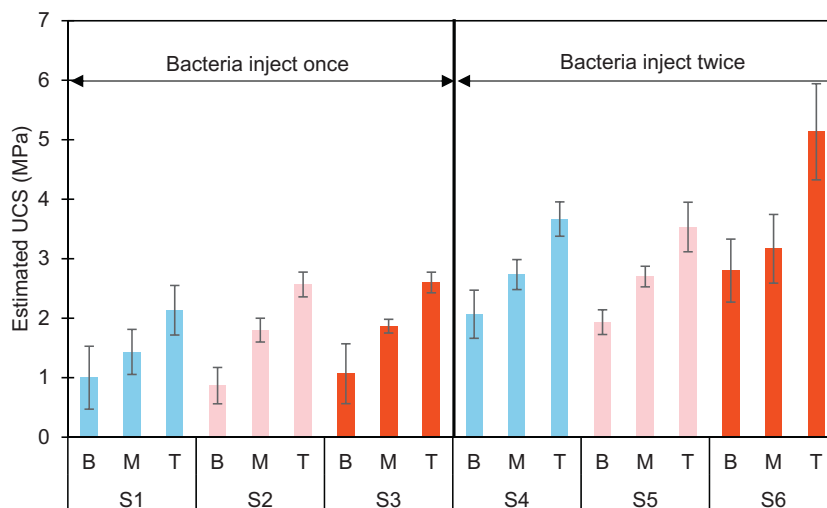 Estimated UCS (MPa)
7
6
5
4
3
2
1
0
Bacteria inject once
Bacteria inject twice
B M T B M T B M T B M T B M T B M T
S1 S2 S3 S4 S5 S6